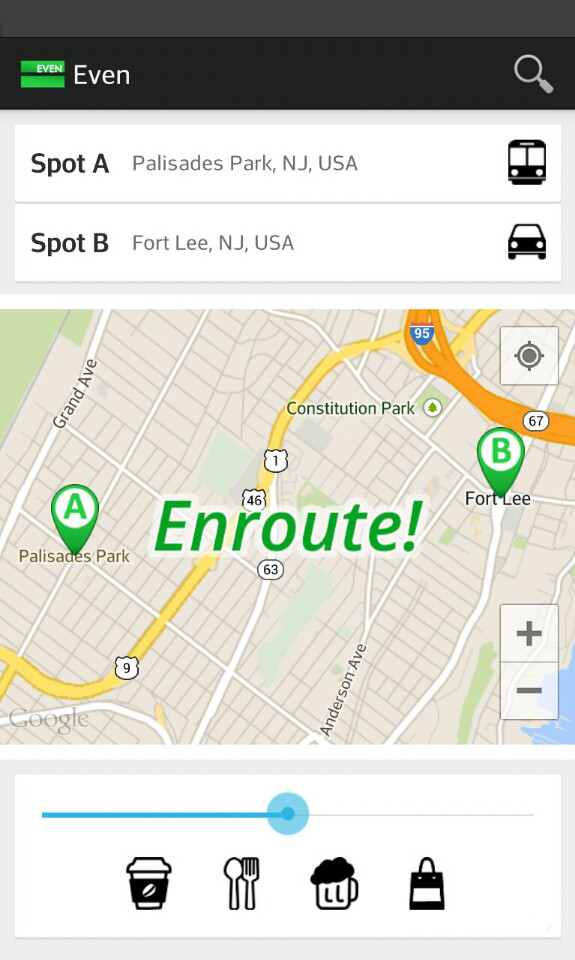 EVEN Even
Spot A Palisades Park, NJ, USA
Spot B Fort Lee, NJ, USA
95
Grand Ave
Constitution Park
67
B
1
A
46
Fort Lee
Enroute!
Palisades Park
63
+
9
−
Anderson Ave
Google